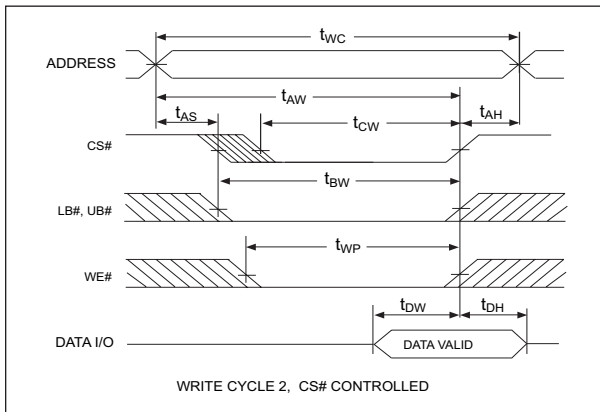 tWC
ADDRESS
tAW
tAS
tCW
tAH
CS#
tBW
LB#, UB#
tWP
WE#
tDW
tDH
DATA I/O
DATA VALID
WRITE CYCLE 2, CS# CONTROLLED